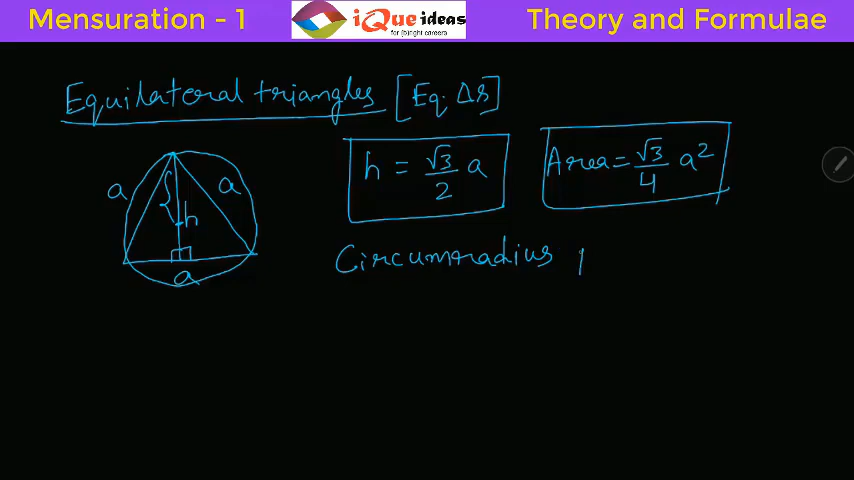 Mensuration - 1
iQue ideas
for (b)right careers
Theory and Formulae
Equilateral triangles [Eq. Δs]
a
a
h
a
h = √3/2 a
Area = √3/4 a²
Circumradius